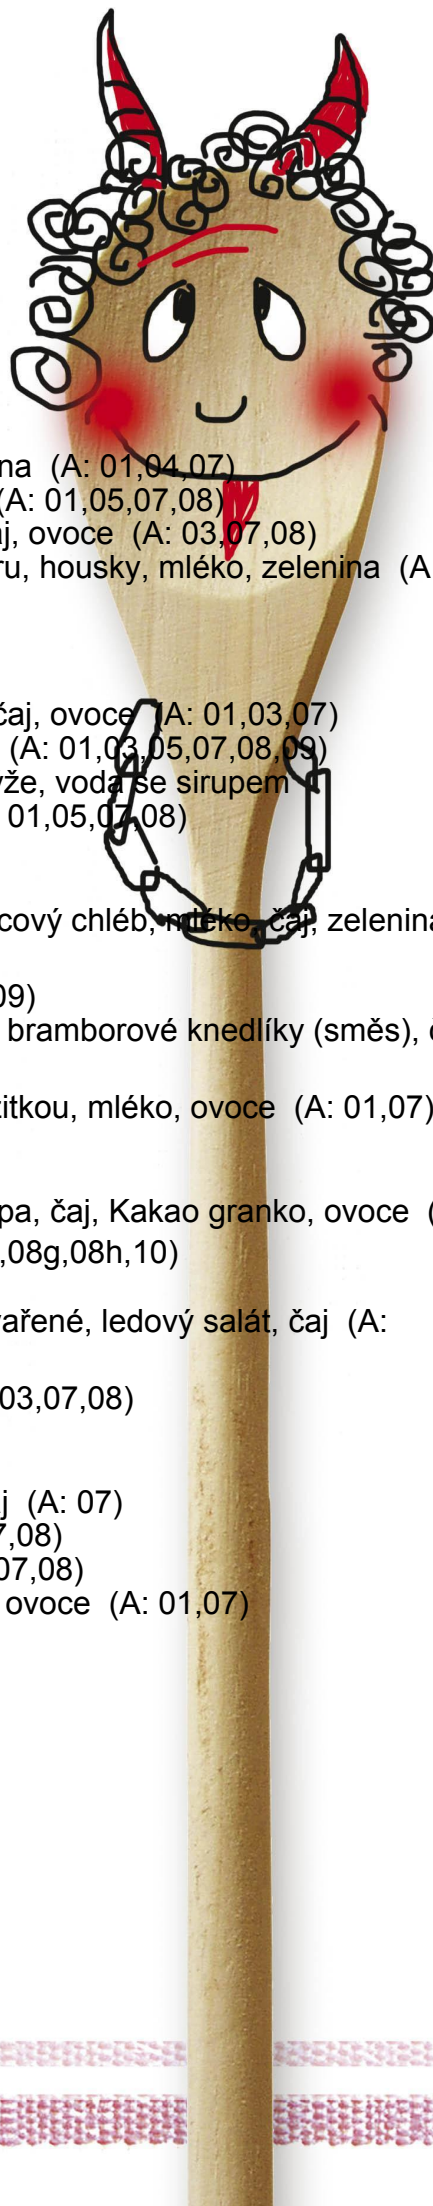 na (A: 01,04,07)
(A: 01,05,07,08)
j, ovoce (A: 03,07,08)
ru, housky, mléko, zelenina (A
čaj, ovoce (A: 01,03,07)
(A: 01,03,05,07,08,09)
ýže, voda se sirupem
01,05,07,08)
cový chléb, mléko, čaj, zelenina
09)
bramborové knedlíky (směs), č
itkou, mléko, ovoce (A: 01,07)
pa, čaj, Kakao granko, ovoce (
,08g,08h,10)
vařené, ledový salát, čaj (A:
03,07,08)
j (A: 07)
7,08)
07,08)
ovoce (A: 01,07)